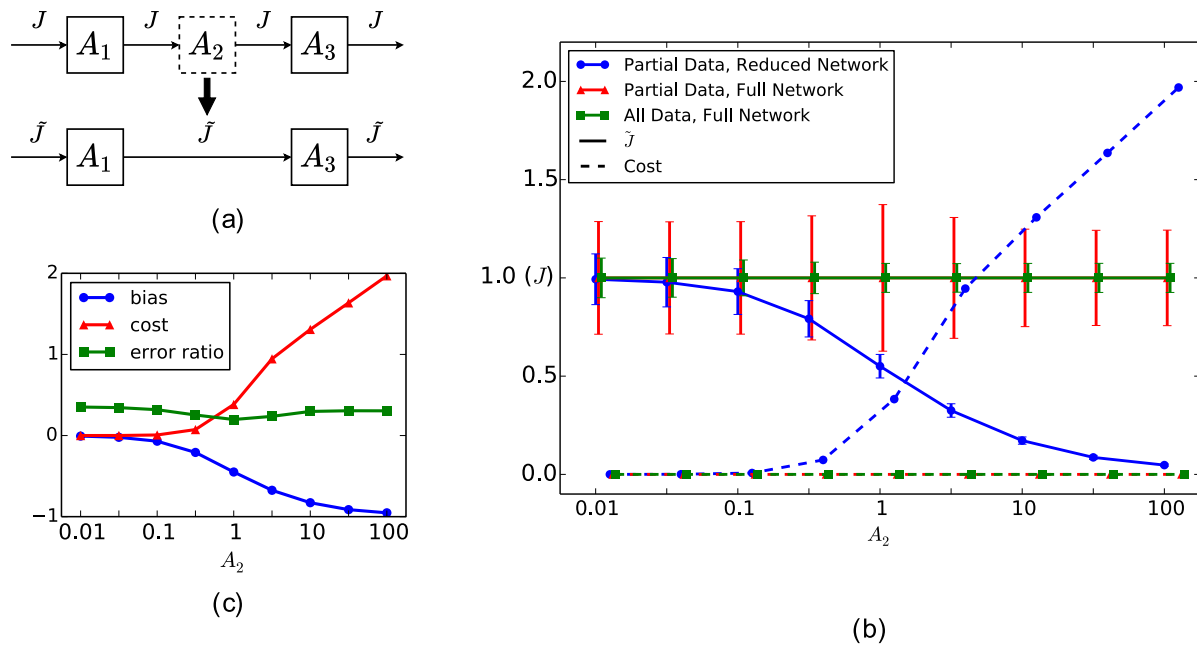 J J J J
A₁ A₂ A₃
J̃ J̃ J̃
A₁ A₃
(a)
2
1
0
−1
bias
cost
error ratio
0.01 0.1 1 10 100
A₂
(c)
2.0
1.5
1.0 (J)
0.5
0.0
Partial Data, Reduced Network
Partial Data, Full Network
All Data, Full Network
J̃
Cost
0.01 0.1 1 10 100
A₂
(b)